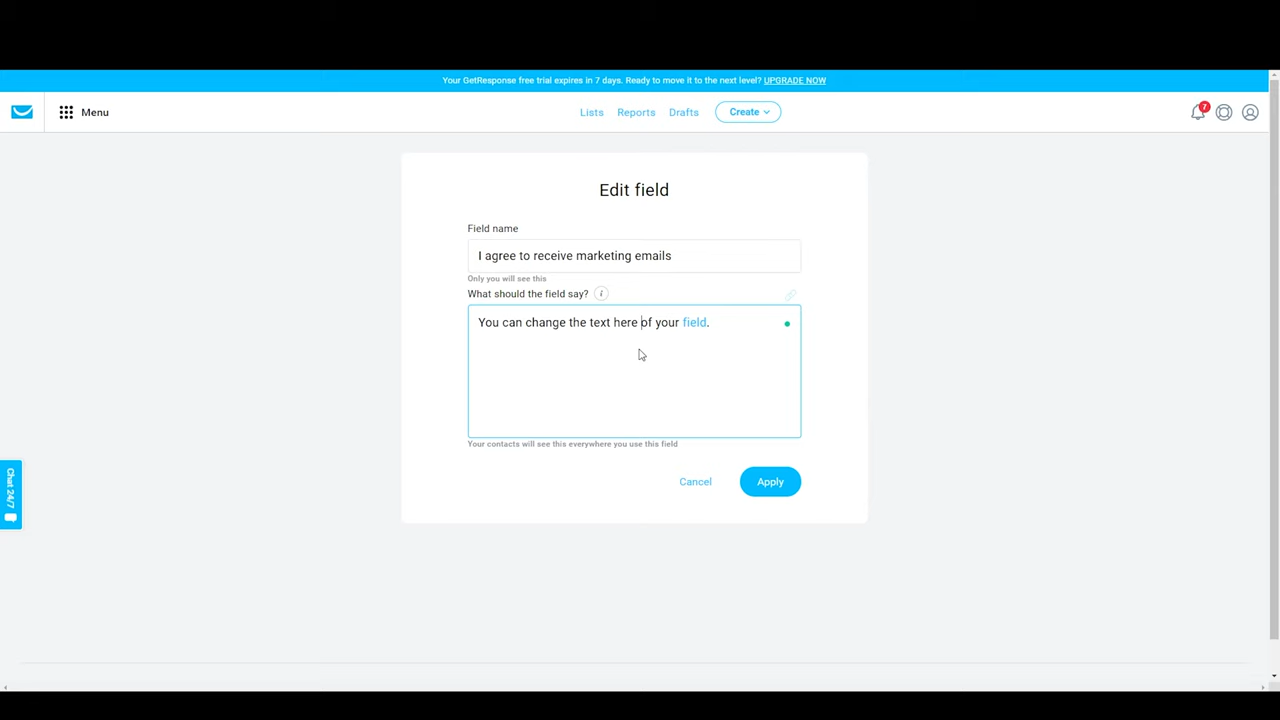 Your GetResponse free trial expires in 7 days. Ready to move it to the next level? UPGRADE NOW
Menu
Lists
Reports
Drafts
Create
7
Edit field
Field name
I agree to receive marketing emails
Only you will see this
What should the field say? i
You can change the text here of your field.
Your contacts will see this everywhere you use this field
Cancel
Apply
Chat 24/7